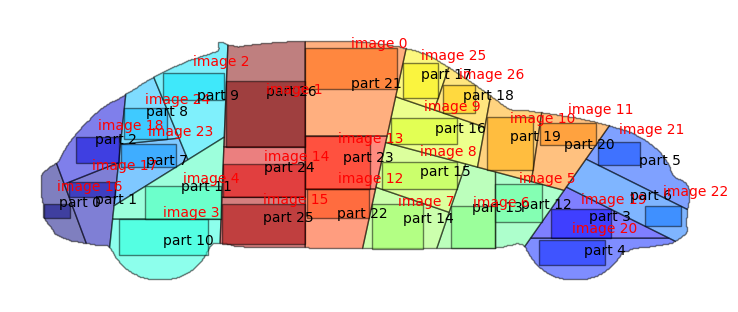 image 0
image 25
part 17
image 2
image 26
part 21
image 1
part 26
part 9
part 18
image 24
part 8
image 9
image 11
image 10
image 18
part 2
image 23
part 16
part 19
image 21
image 13
part 20
image 8
image 14
part 23
part 7
part 5
image 17
part 24
part 15
image 4
image 12
image 5
image 16
part 11
image 22
part 6
part 0
part 1
image 15
image 7
image 6
part 12
part 13
image 3
part 25
part 22
part 14
part 3
image 20
part 10
part 4